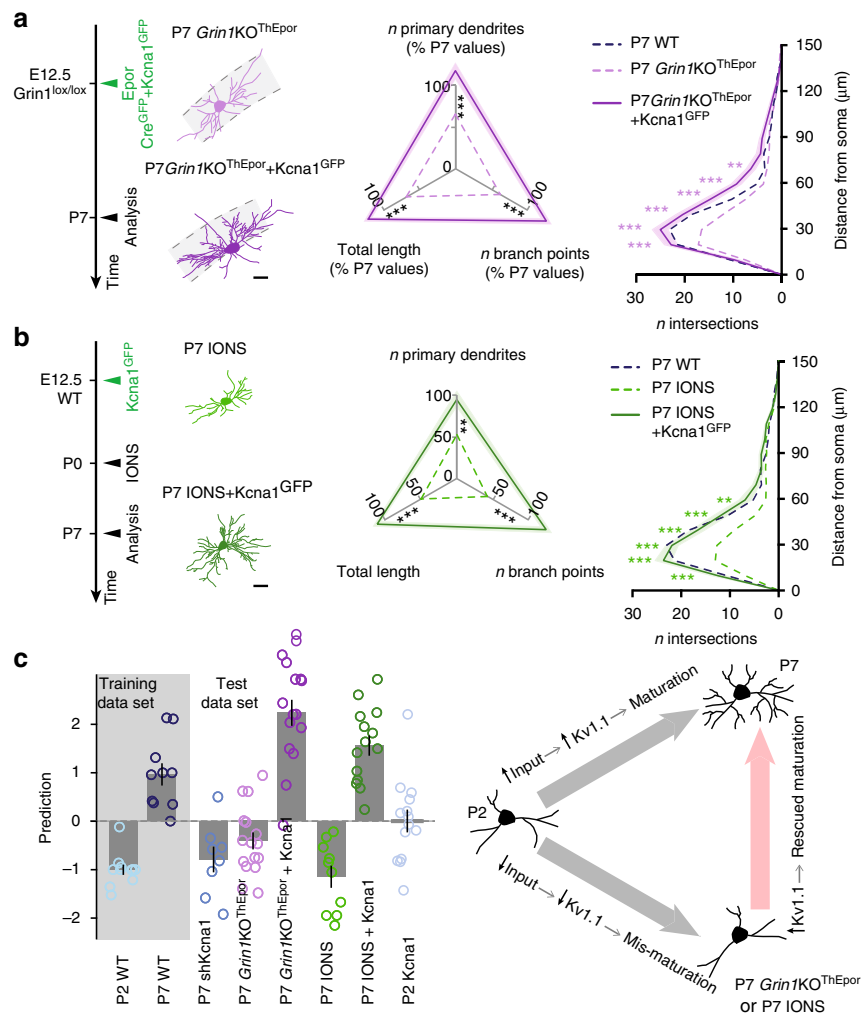 a
E12.5
Grin1lox/lox
Epor
CreGFP+Kcna1GFP
P7
Analysis
Time
P7 Grin1KOThEpor
P7Grin1KOThEpor+Kcna1GFP
n primary dendrites
(% P7 values)
100
***
0
100
***
***
100
Total length
(% P7 values)
n branch points
(% P7 values)
P7 WT
P7 Grin1KOThEpor
P7Grin1KOThEpor
+Kcna1GFP
**
***
***
***
***
***
150
120
90
60
30
0
Distance from soma (µm)
30
20
10
0
n intersections
b
E12.5
WT
Kcna1GFP
P0
IONS
P7
Analysis
Time
P7 IONS
P7 IONS+Kcna1GFP
n primary dendrites
100
50
**
0
50
100
***
50
100
***
Total length
n branch points
P7 WT
P7 IONS
P7 IONS
+Kcna1GFP
**
***
***
***
***
***
150
120
90
60
30
0
Distance from soma (µm)
30
20
10
0
n intersections
c
Training
data set
Test
data set
2
1
0
−1
−2
Prediction
P2 WT
P7 WT
P7 shKcna1
P7 Grin1KOThEpor
P7 Grin1KOThEpor + Kcna1
P7 IONS
P7 IONS + Kcna1
P2 Kcna1
P7
↑Input → ↑Kv1.1 → Maturation
P2
↓Input → ↓Kv1.1 → Mis-maturation
↑Kv1.1 → Rescued maturation
P7 Grin1KOThEpor
or P7 IONS